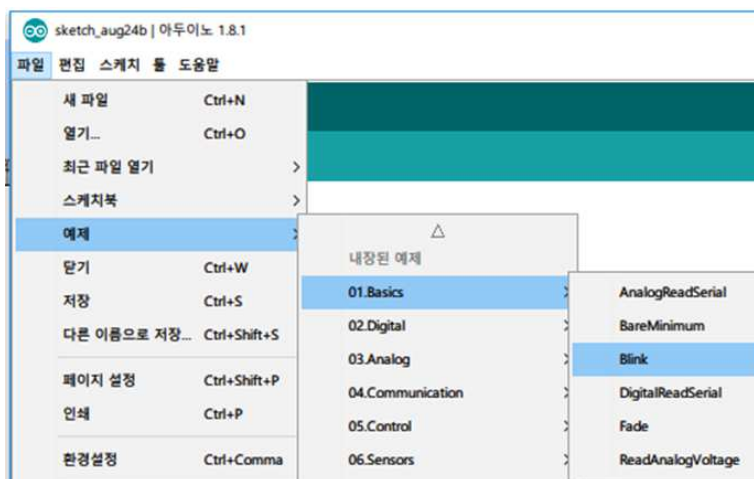 sketch_aug24b | 아두이노 1.8.1
파일 편집 스케치 툴 도움말
새 파일 Ctrl+N
열기... Ctrl+O
최근 파일 열기
스케치북
예제
닫기 Ctrl+W
저장 Ctrl+S
다른 이름으로 저장... Ctrl+Shift+S
페이지 설정 Ctrl+Shift+P
인쇄 Ctrl+P
환경설정 Ctrl+Comma
내장된 예제
01.Basics
02.Digital
03.Analog
04.Communication
05.Control
06.Sensors
AnalogReadSerial
BareMinimum
Blink
DigitalReadSerial
Fade
ReadAnalogVoltage